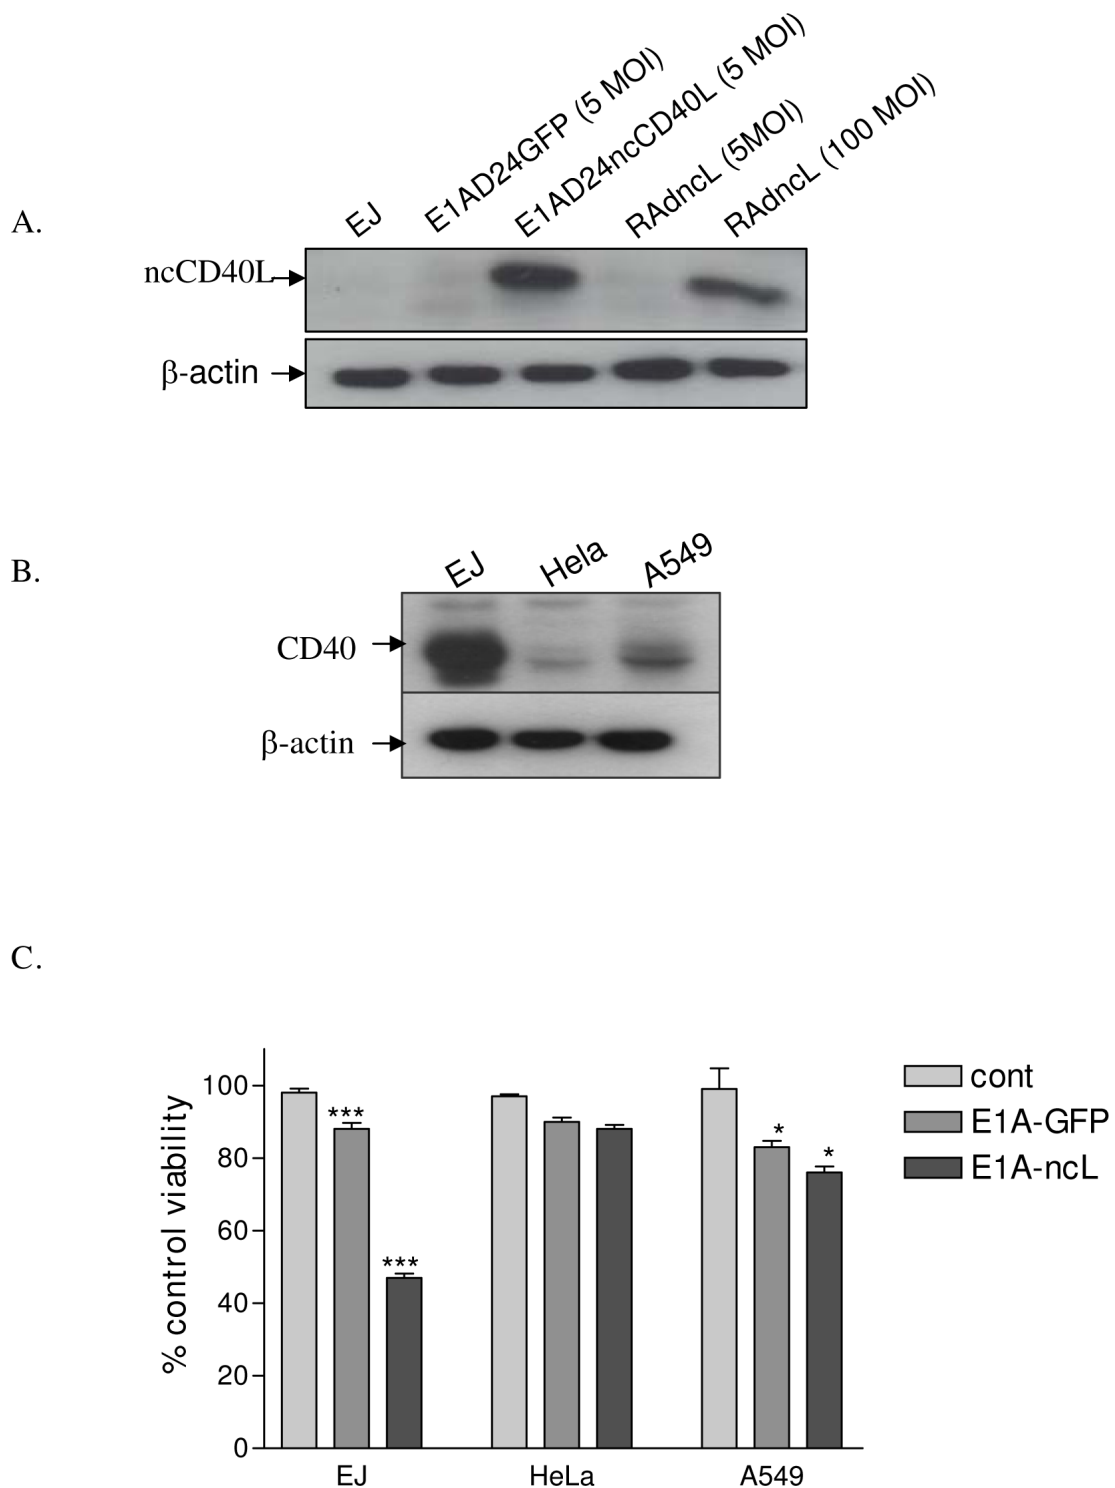 A.
EJ
E1AD24GFP (5 MOI)
E1AD24ncCD40L (5 MOI)
RAdncL (5MOI)
RAdncL (100 MOI)
ncCD40L
β-actin
B.
EJ
Hela
A549
CD40
β-actin
C.
% control viability
100
80
60
40
20
0
***
***
*
*
EJ
HeLa
A549
cont
E1A-GFP
E1A-ncL